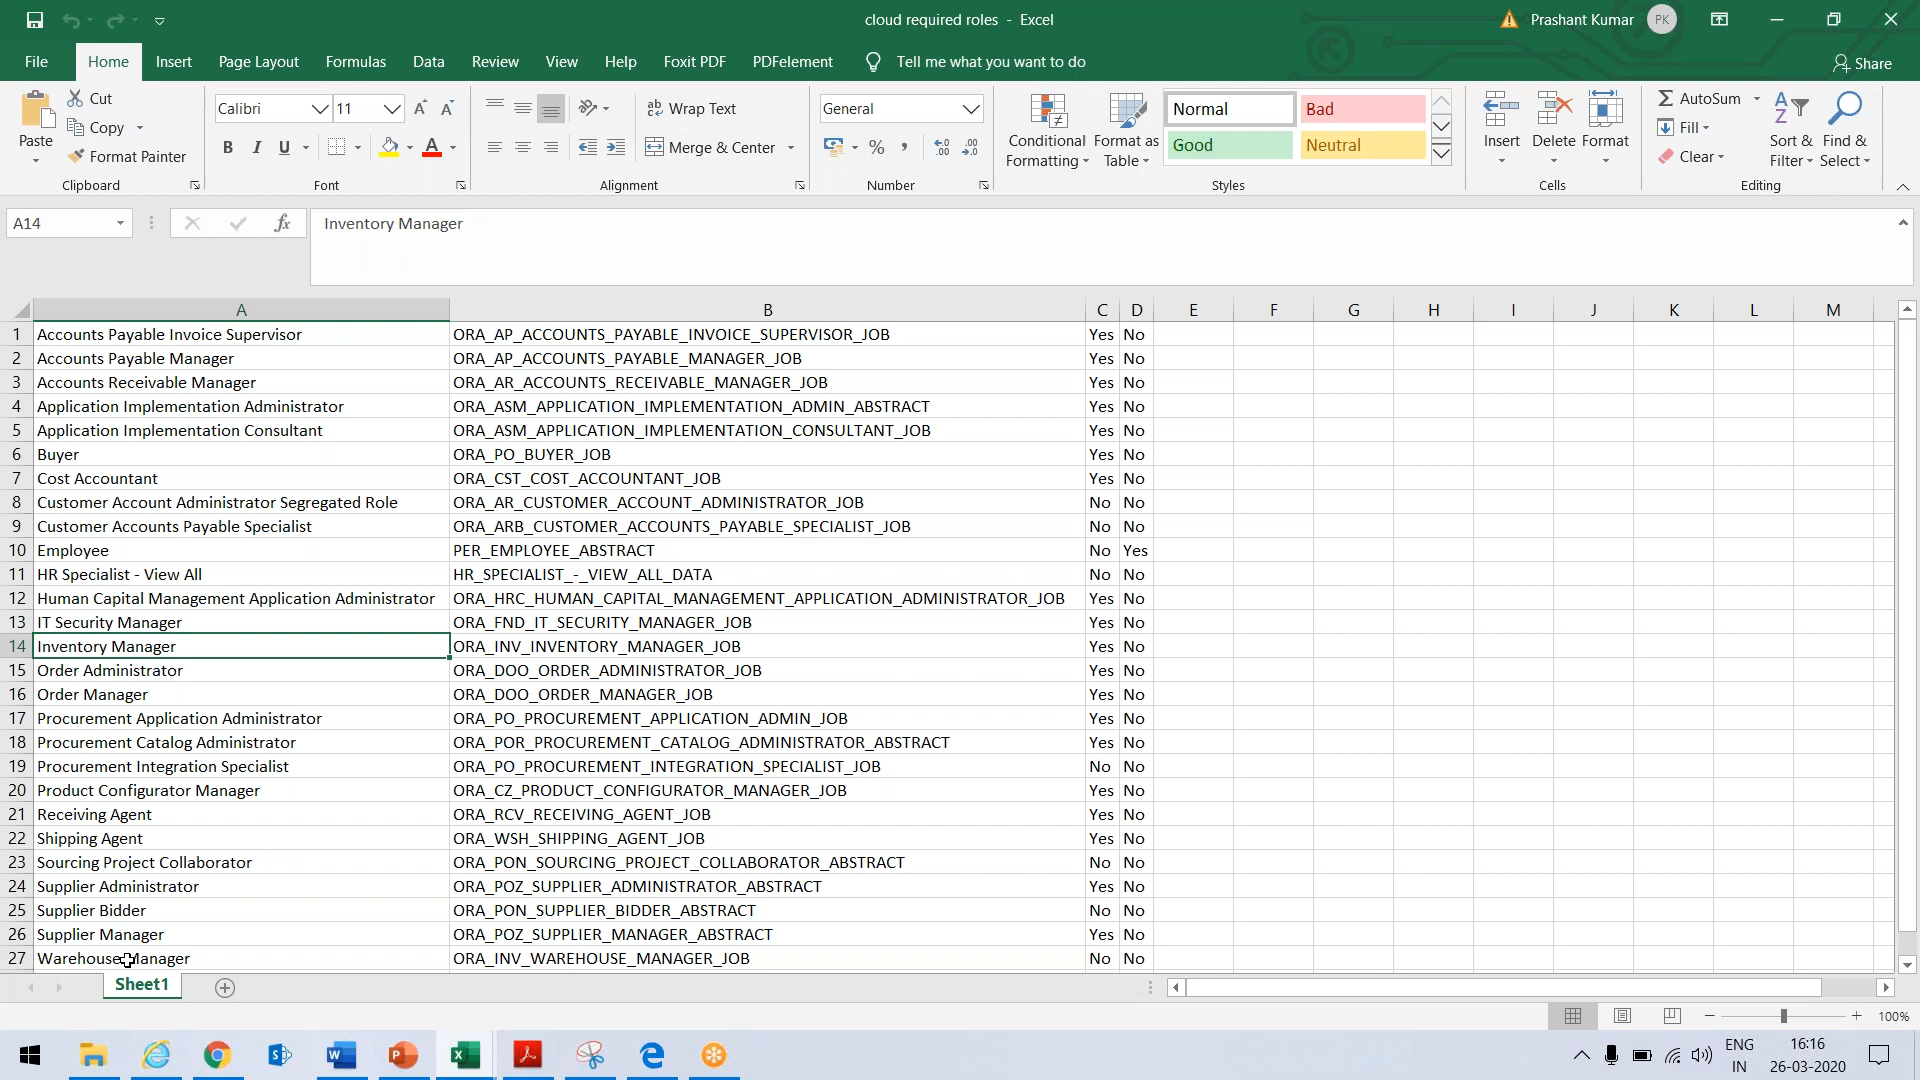 cloud required roles - Excel
Prashant Kumar PK
File Home Insert Page Layout Formulas Data Review View Help Foxit PDF PDFelement Tell me what you want to do Share
Paste Cut Copy Format Painter Clipboard
Calibri 11 B I U A Font
Wrap Text Merge & Center Alignment
General % , Number
Conditional Formatting Format as Table Normal Bad Good Neutral Styles
Insert Delete Format Cells
AutoSum Fill Clear Sort & Filter Find & Select Editing
A14 fx Inventory Manager
A B C D E F G H I J K L M
1 Accounts Payable Invoice Supervisor ORA_AP_ACCOUNTS_PAYABLE_INVOICE_SUPERVISOR_JOB Yes No
2 Accounts Payable Manager ORA_AP_ACCOUNTS_PAYABLE_MANAGER_JOB Yes No
3 Accounts Receivable Manager ORA_AR_ACCOUNTS_RECEIVABLE_MANAGER_JOB Yes No
4 Application Implementation Administrator ORA_ASM_APPLICATION_IMPLEMENTATION_ADMIN_ABSTRACT Yes No
5 Application Implementation Consultant ORA_ASM_APPLICATION_IMPLEMENTATION_CONSULTANT_JOB Yes No
6 Buyer ORA_PO_BUYER_JOB Yes No
7 Cost Accountant ORA_CST_COST_ACCOUNTANT_JOB Yes No
8 Customer Account Administrator Segregated Role ORA_AR_CUSTOMER_ACCOUNT_ADMINISTRATOR_JOB No No
9 Customer Accounts Payable Specialist ORA_ARB_CUSTOMER_ACCOUNTS_PAYABLE_SPECIALIST_JOB No No
10 Employee PER_EMPLOYEE_ABSTRACT No Yes
11 HR Specialist - View All HR_SPECIALIST_-_VIEW_ALL_DATA No No
12 Human Capital Management Application Administrator ORA_HRC_HUMAN_CAPITAL_MANAGEMENT_APPLICATION_ADMINISTRATOR_JOB Yes No
13 IT Security Manager ORA_FND_IT_SECURITY_MANAGER_JOB Yes No
14 Inventory Manager ORA_INV_INVENTORY_MANAGER_JOB Yes No
15 Order Administrator ORA_DOO_ORDER_ADMINISTRATOR_JOB Yes No
16 Order Manager ORA_DOO_ORDER_MANAGER_JOB Yes No
17 Procurement Application Administrator ORA_PO_PROCUREMENT_APPLICATION_ADMIN_JOB Yes No
18 Procurement Catalog Administrator ORA_POR_PROCUREMENT_CATALOG_ADMINISTRATOR_ABSTRACT Yes No
19 Procurement Integration Specialist ORA_PO_PROCUREMENT_INTEGRATION_SPECIALIST_JOB No No
20 Product Configurator Manager ORA_CZ_PRODUCT_CONFIGURATOR_MANAGER_JOB Yes No
21 Receiving Agent ORA_RCV_RECEIVING_AGENT_JOB Yes No
22 Shipping Agent ORA_WSH_SHIPPING_AGENT_JOB Yes No
23 Sourcing Project Collaborator ORA_PON_SOURCING_PROJECT_COLLABORATOR_ABSTRACT No No
24 Supplier Administrator ORA_POZ_SUPPLIER_ADMINISTRATOR_ABSTRACT Yes No
25 Supplier Bidder ORA_PON_SUPPLIER_BIDDER_ABSTRACT No No
26 Supplier Manager ORA_POZ_SUPPLIER_MANAGER_ABSTRACT Yes No
27 Warehouse Manager ORA_INV_WAREHOUSE_MANAGER_JOB No No
Sheet1
100%
ENG IN 16:16 26-03-2020